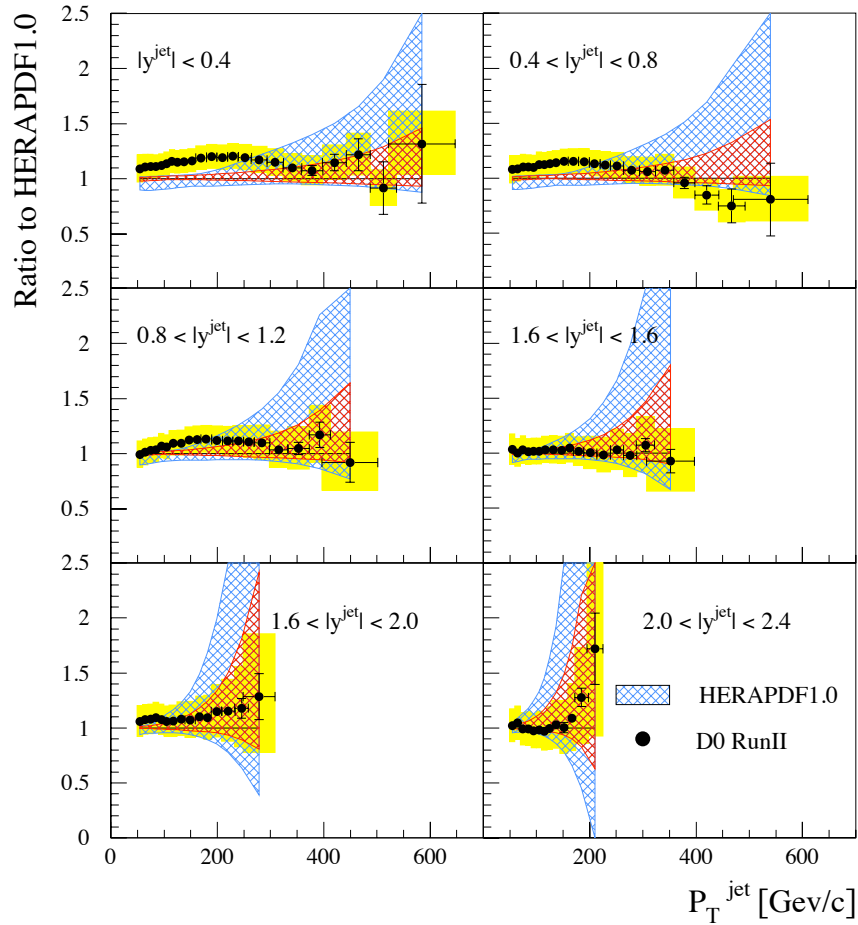 Ratio to HERAPDF1.0
2.5
2
1.5
1
0.5
|y^jet| < 0.4
0.4 < |y^jet| < 0.8
2.5
2
1.5
1
0.5
0.8 < |y^jet| < 1.2
1.6 < |y^jet| < 1.6
2.5
2
1.5
1
0.5
0
1.6 < |y^jet| < 2.0
2.0 < |y^jet| < 2.4
HERAPDF1.0
D0 RunII
0 200 400 600
200 400 600
P_T^jet [Gev/c]